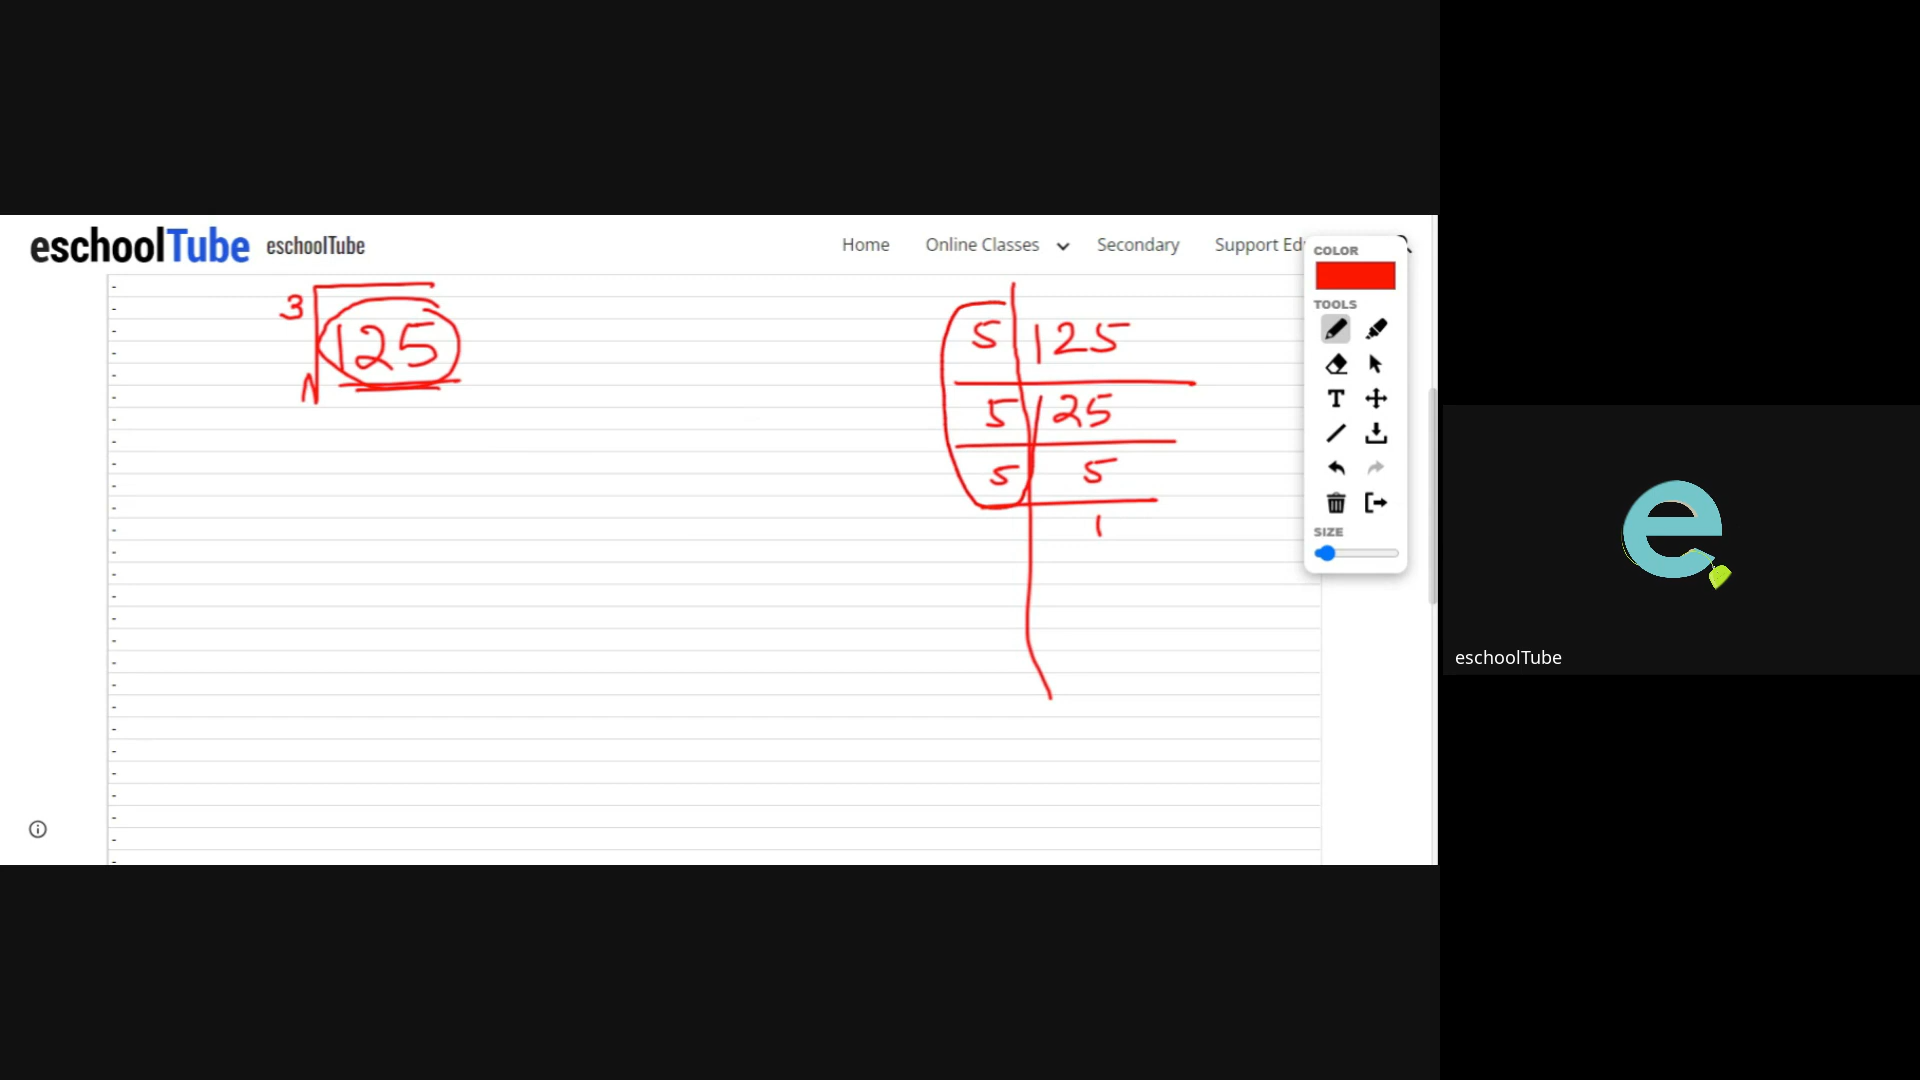 eschoolTube eschoolTube Home Online Classes Secondary Support Ed
COLOR
TOOLS
T
SIZE
3 125
5 125
5 25
5 5
1
e
eschoolTube